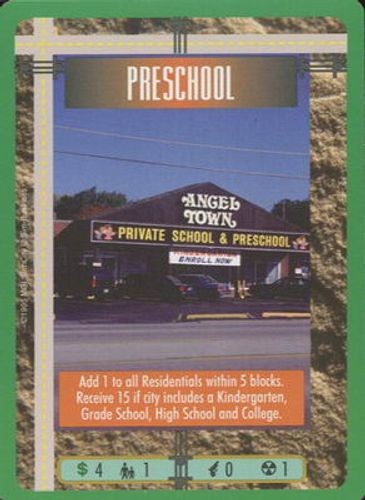 PRESCHOOL
ANGEL
TOWN
PRIVATE SCHOOL & PRESCHOOL
ENROLL NOW
Add 1 to all Residentials within 5 blocks.
Receive 15 if city includes a Kindergarten,
Grade School, High School and College.
$ 4 1 0 1